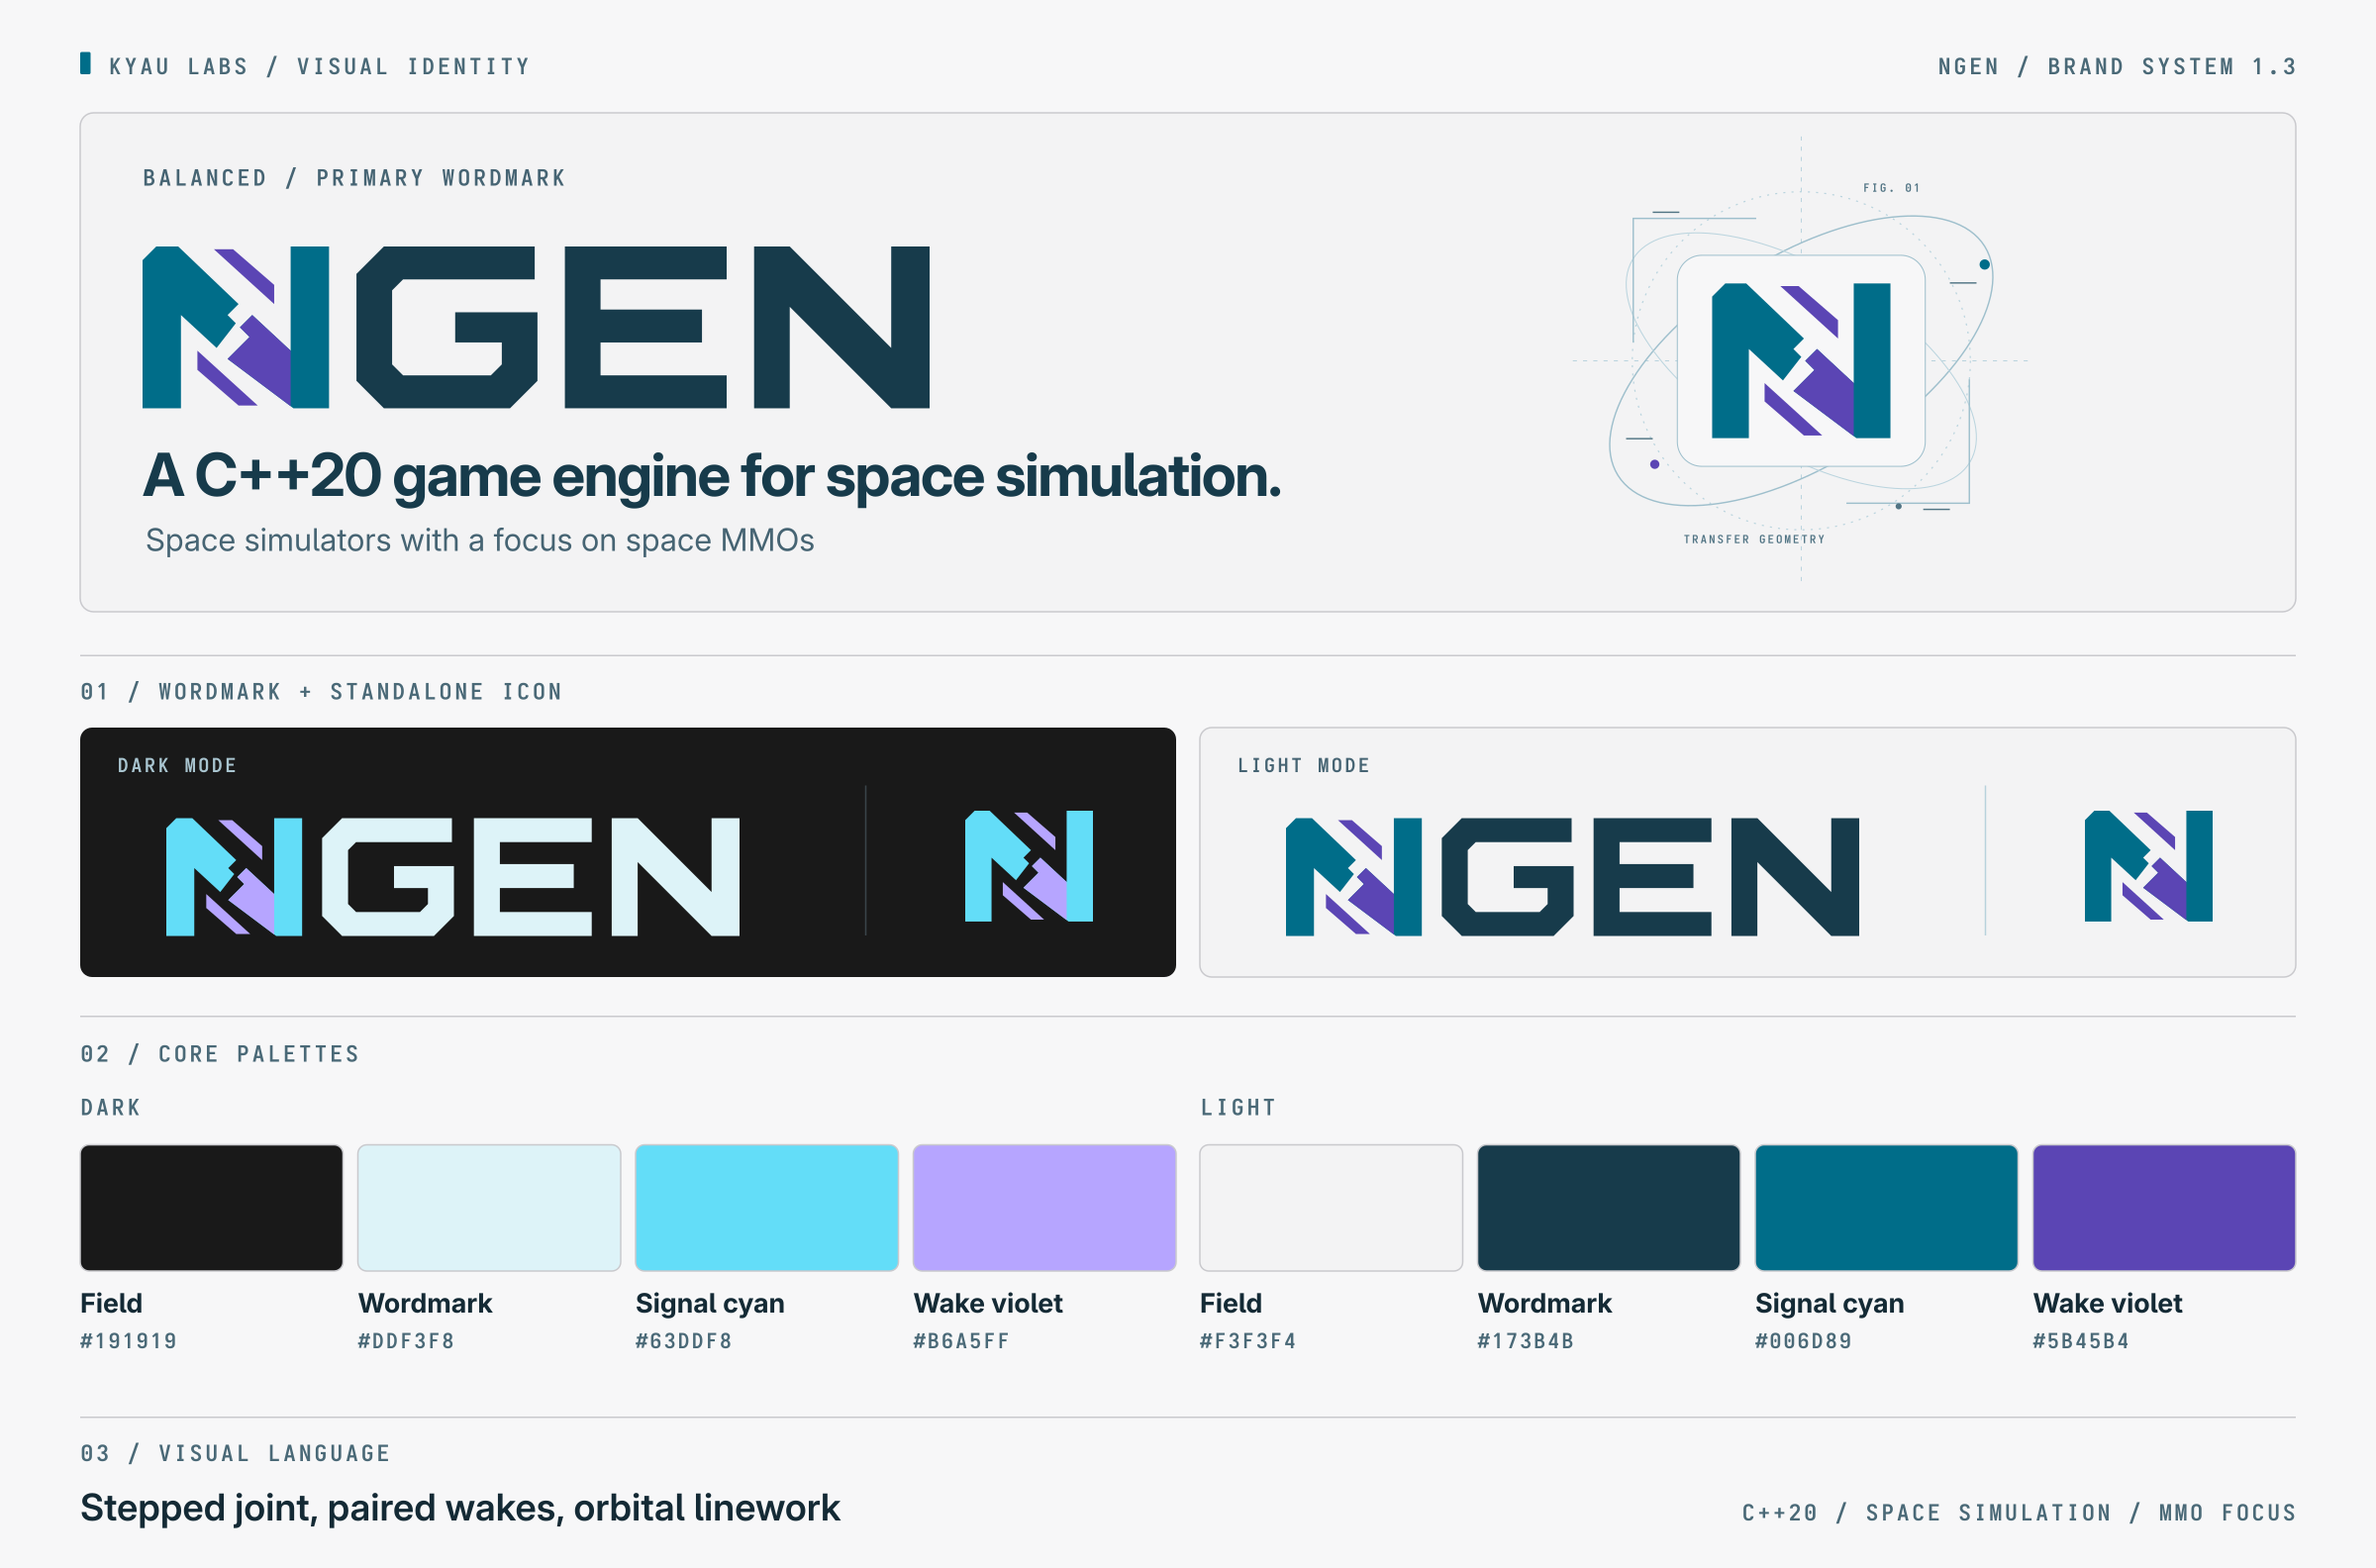 KYAU LABS / VISUAL IDENTITY
NGEN / BRAND SYSTEM 1.3
BALANCED / PRIMARY WORDMARK
NGEN
A C++20 game engine for space simulation.
Space simulators with a focus on space MMOs
FIG. 01
N
TRANSFER GEOMETRY
01 / WORDMARK + STANDALONE ICON
DARK MODE
NGEN
N
LIGHT MODE
NGEN
N
02 / CORE PALETTES
DARK
LIGHT
Field
Wordmark
Signal cyan
Wake violet
Field
Wordmark
Signal cyan
Wake violet
#191919
#DDF3F8
#63DDF8
#B6A5FF
#F3F3F4
#173B4B
#006D89
#5B45B4
03 / VISUAL LANGUAGE
Stepped joint, paired wakes, orbital linework
C++20 / SPACE SIMULATION / MMO FOCUS